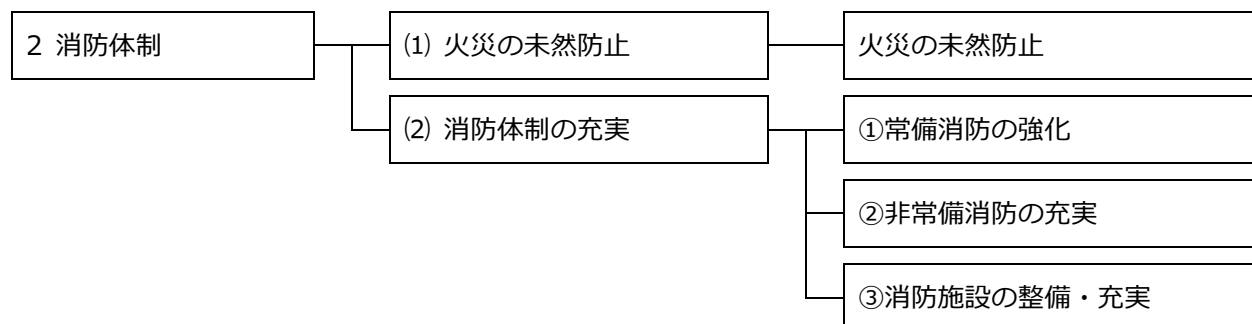 2 消防体制
⑴ 火災の未然防止
火災の未然防止
⑵ 消防体制の充実
①常備消防の強化
②非常備消防の充実
③消防施設の整備・充実